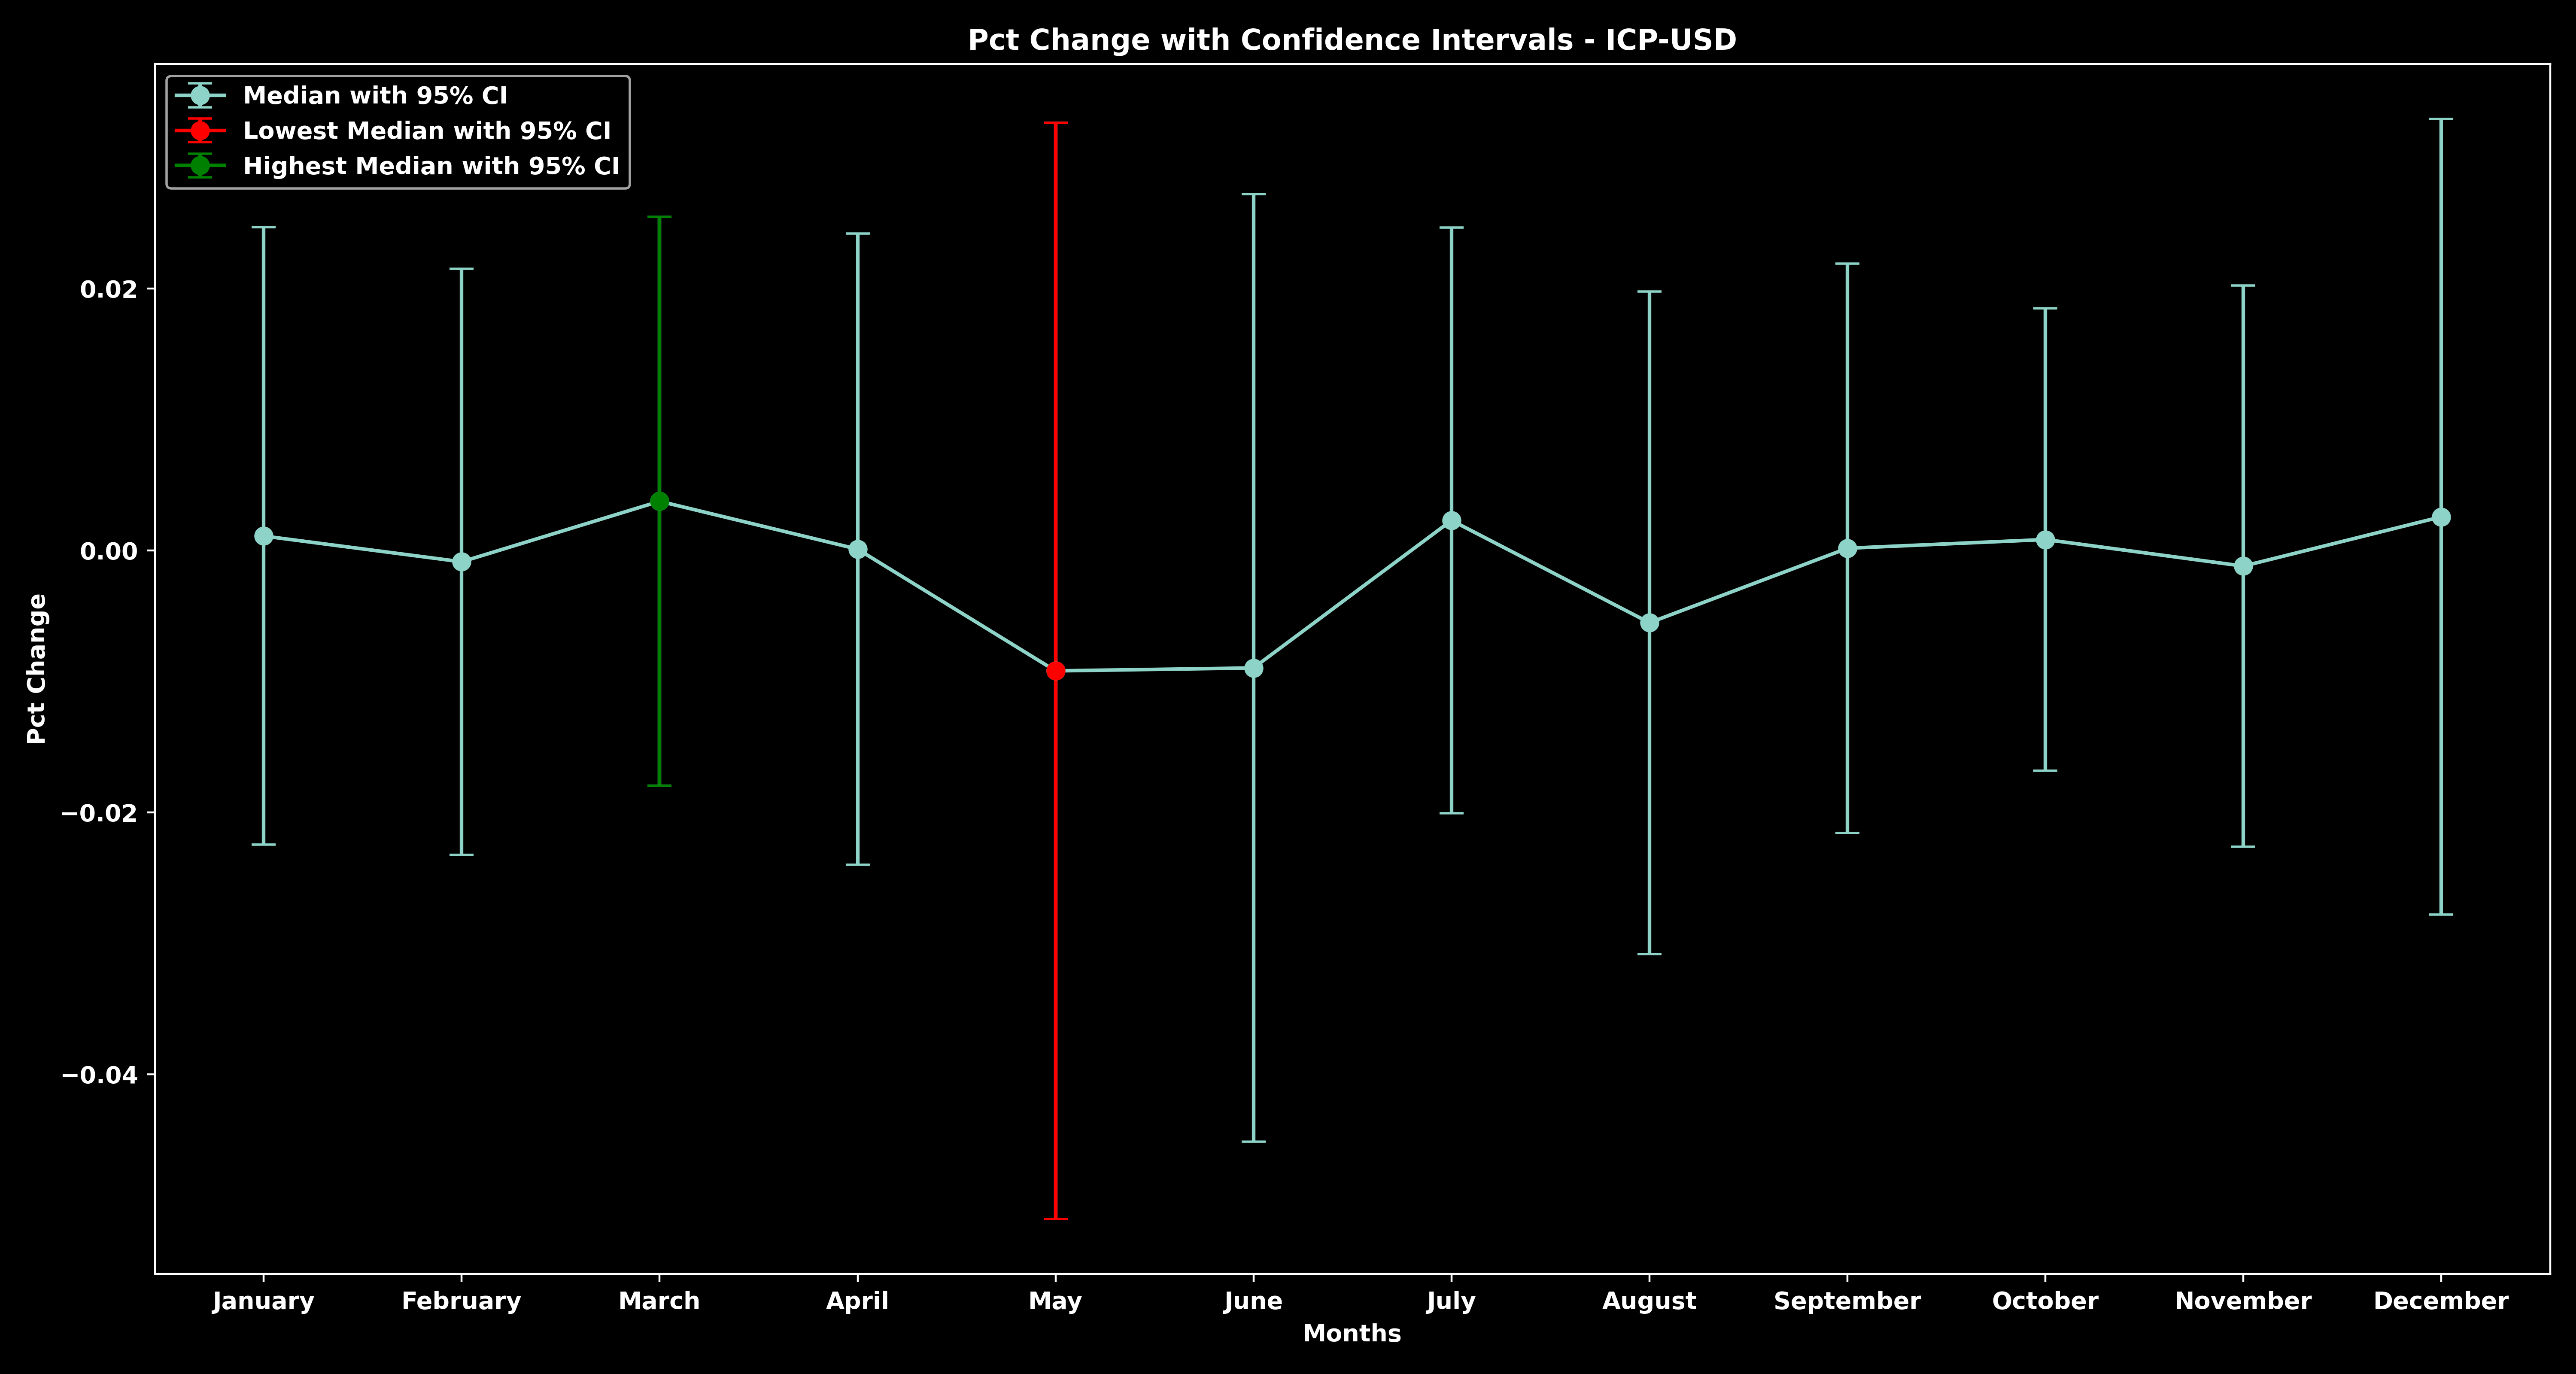 Pct Change with Confidence Intervals - ICP-USD
Median with 95% CI
Lowest Median with 95% CI
Highest Median with 95% CI
0.02
0.00
−0.02
−0.04
Pct Change
January February March April May June July August September October November December
Months